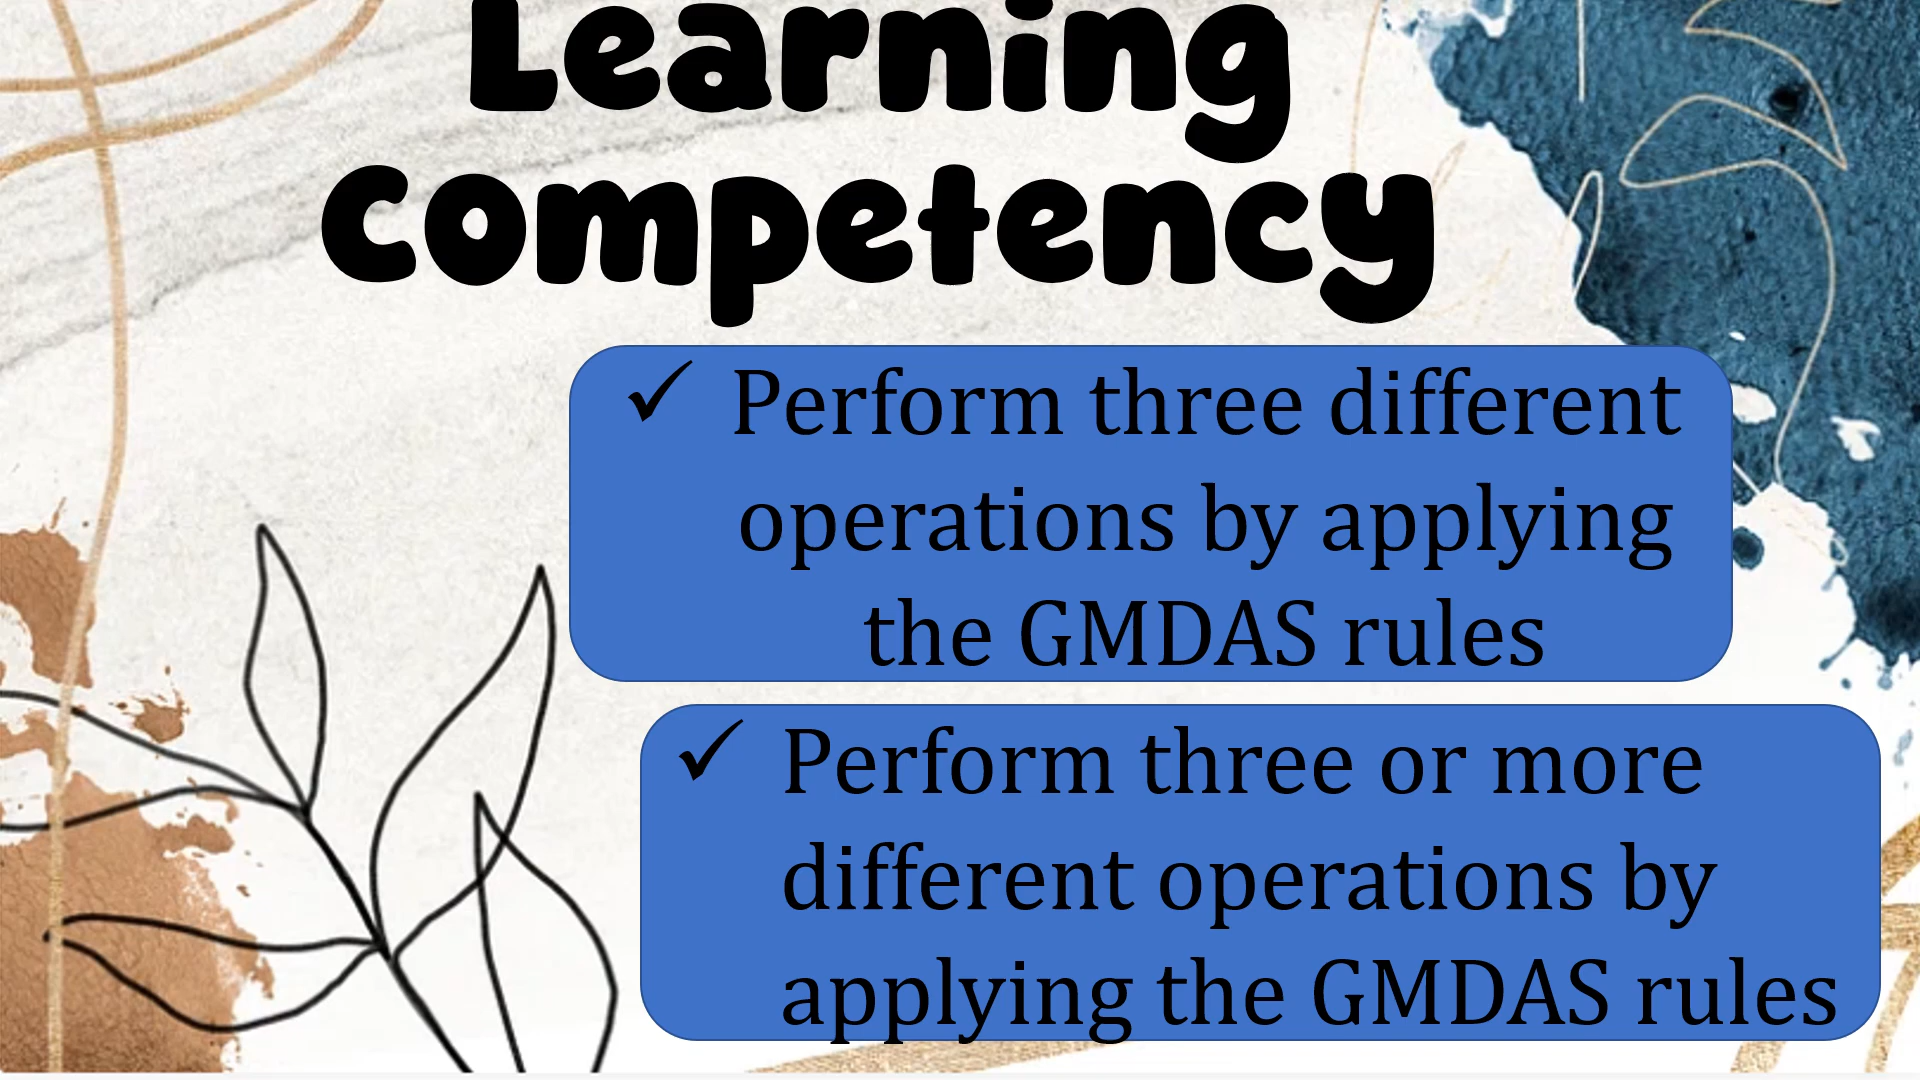 Learning
competency
✓ Perform three different
operations by applying
the GMDAS rules
✓ Perform three or more
different operations by
applying the GMDAS rules